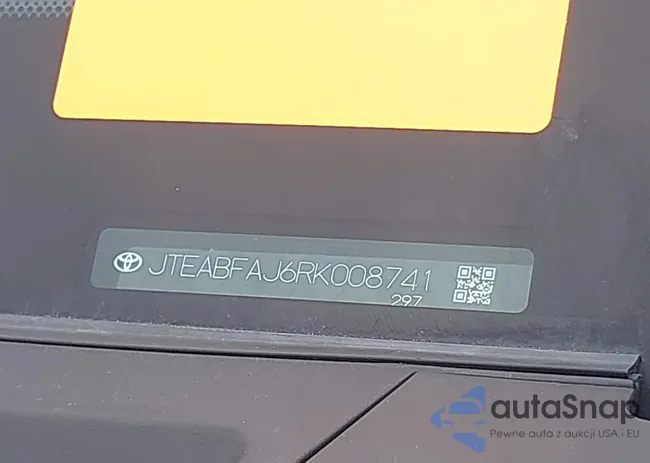 JTEABFAJ6RK008741
297
autaSnap
Pewne auta z aukcji USA i EU